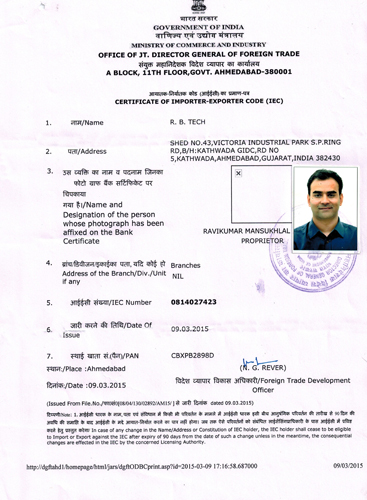 भारत सरकार
GOVERNMENT OF INDIA
वाणिज्य एवं उद्योग मंत्रालय
MINISTRY OF COMMERCE AND INDUSTRY
OFFICE OF JT. DIRECTOR GENERAL OF FOREIGN TRADE
संयुक्त महानिदेशक विदेश व्यापार का कार्यालय
A BLOCK, 11TH FLOOR,GOVT. AHMEDABAD-380001
आयातक-निर्यातक कोड (आईईसी) का प्रमाण-पत्र
CERTIFICATE OF IMPORTER-EXPORTER CODE (IEC)
1. नाम/Name R. B. TECH
SHED NO.43,VICTORIA INDUSTRIAL PARK S.P.RING
2. पता/Address RD,B/H:KATHWADA GIDC,RD NO
5,KATHWADA,AHMEDABAD,GUJARAT,INDIA 382430
3. उस व्यक्ति का नाम व पदनाम जिनका
फोटो ग्राफ बैंक सर्टिफिकेट पर
चिपकाया
गया है।/Name and
Designation of the person
whose photograph has been
affixed on the Bank
Certificate
RAVIKUMAR MANSUKHLAL
PROPRIETOR
4. ब्रांच/डिवीजन/इकाई/का पता,यदि कोई हो Branches
Address of the Branch/Div./Unit NIL
if any
5. आईईसी संख्या/IEC Number 0814027423
6. जारी करने की तिथि/Date Of 09.03.2015
Issue
7. स्थाई खाता सं.(पैन)/PAN CBXPB2898D
स्थान/Place :Ahmedabad (N. G. REVER)
दिनांक/Date :09.03.2015 विदेश व्यापार विकास अधिकारी/Foreign Trade Development
Officer
(Issued From File.No./ 08/04/130/02892/AM15/ ) से जारी दिनांक dated 09.03.2015
In case of any change in the Name/Address or Constitution of IEC holder, the IEC holder shall cease to be eligible
to Import or Export against the IEC after expiry of 90 days from the date of such a change unless in the meantime, the consequential
changes are effected in the IEC by the concerned Licensing Authority.
http://dgftahd1/homepage/html/jars/dgftODBCprint.asp?id=2015-03-09 17:16:58.687000 09/03/2015